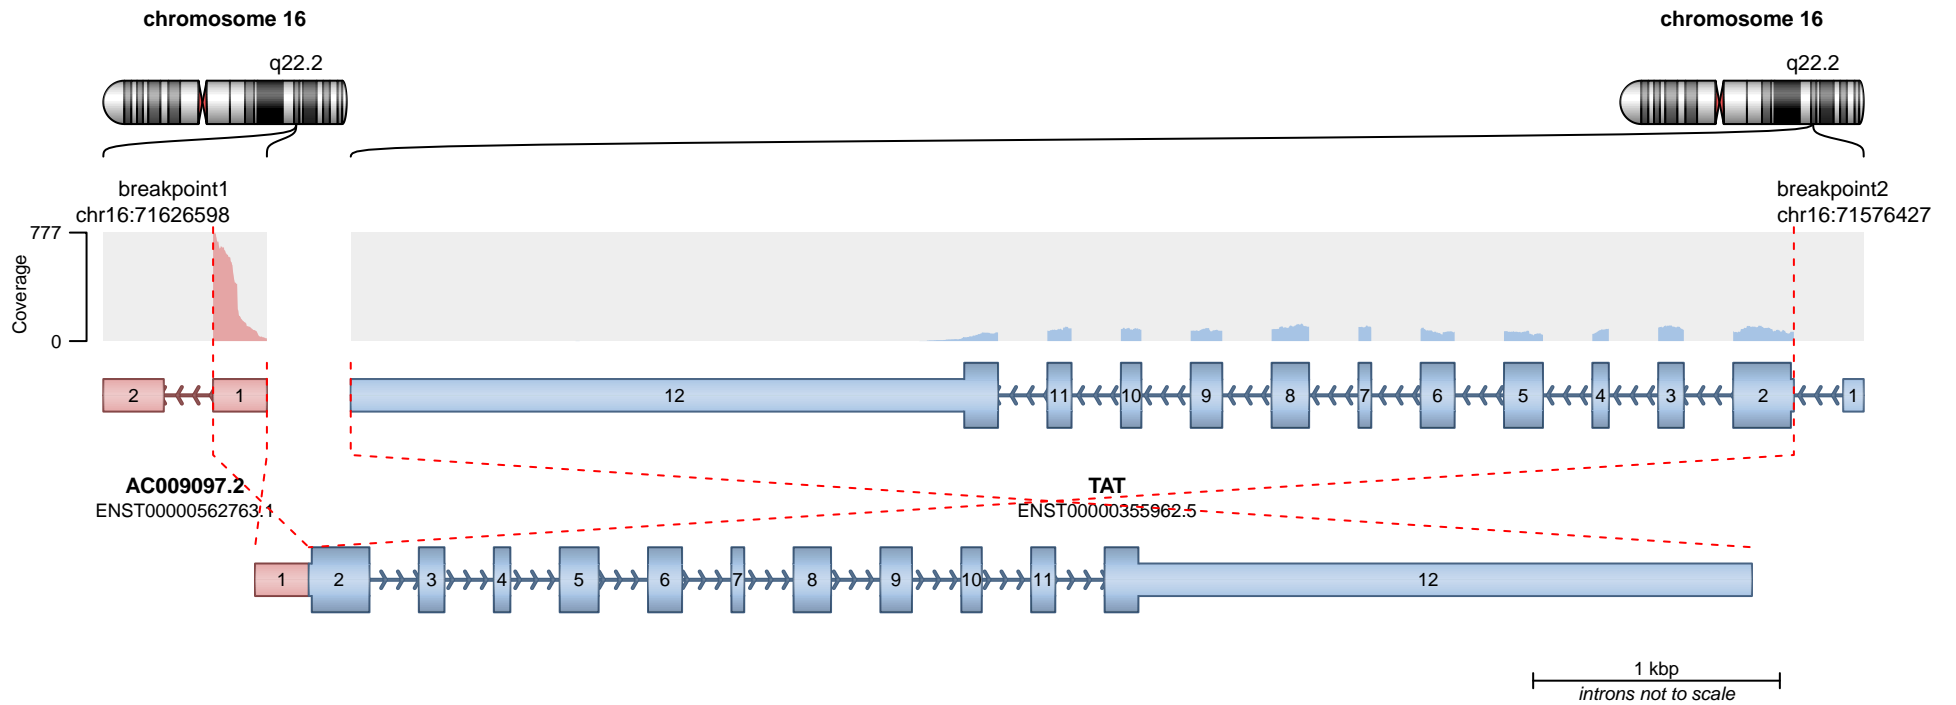 chromosome 16
chromosome 16
q22.2
q22.2
breakpoint1
chr16:71626598
breakpoint2
chr16:71576427
777
Coverage
0
2 1 12 11 10 9 8 7 6 5 4 3 2 1
AC009097.2
ENST00000562763.1
TAT
ENST00000355962.5
1 2 3 4 5 6 7 8 9 10 11 12
1 kbp
introns not to scale